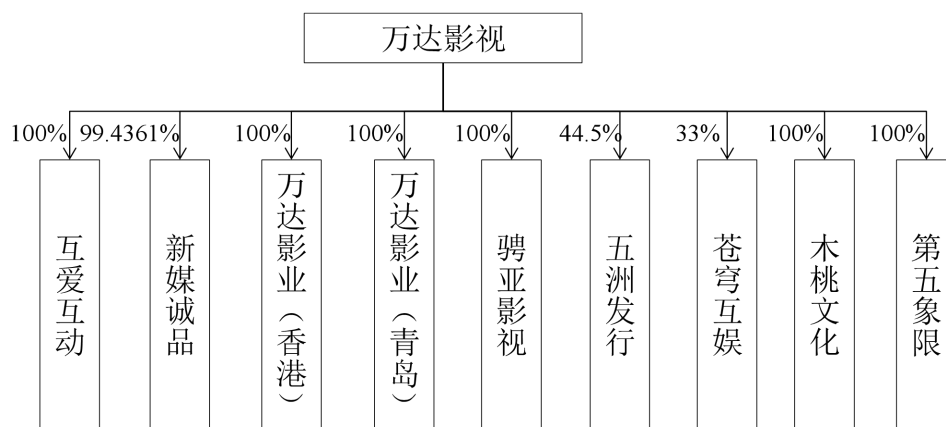 万达影视
100%
99.4361%
100%
100%
100%
44.5%
33%
100%
100%
互爱互动
新媒诚品
万达影业（香港）
万达影业（青岛）
骋亚影视
五洲发行
苍穹互娱
木桃文化
第五象限